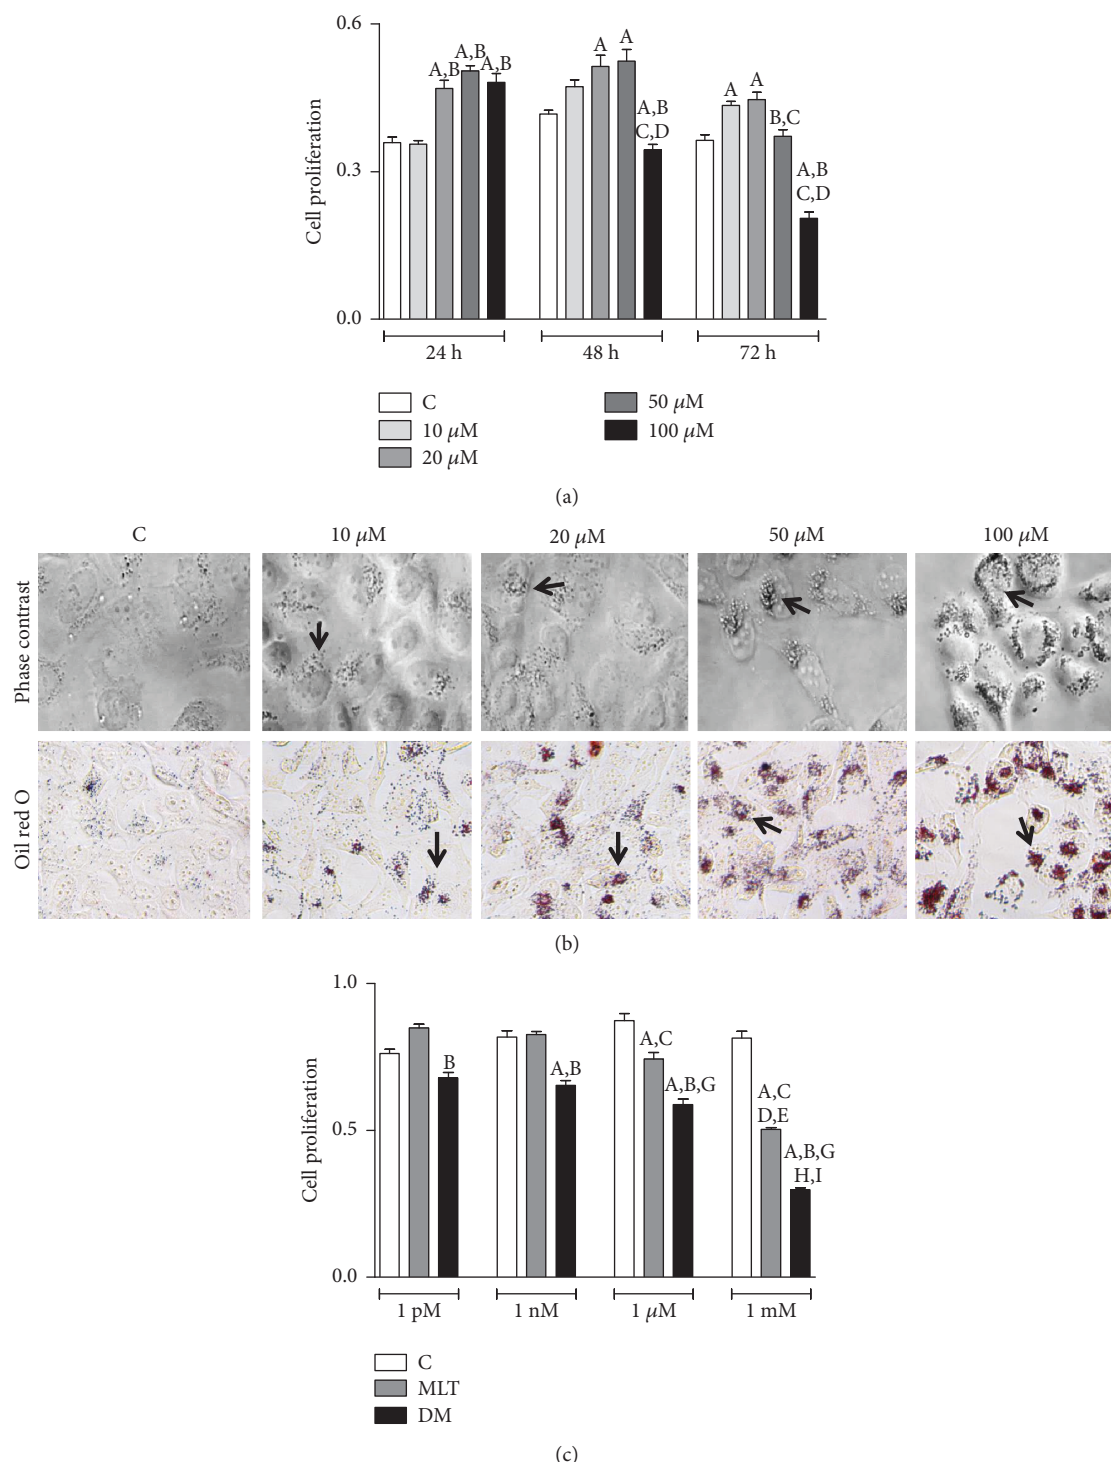 0.6
0.3
0.0
Cell proliferation
A,B
A,B
A,B
A
A
A,B
C,D
A
A
B,C
A,B
C,D
24 h
48 h
72 h
C
10 μM
20 μM
50 μM
100 μM
(a)
C
10 μM
20 μM
50 μM
100 μM
Phase contrast
Oil red O
(b)
1.0
0.5
0.0
Cell proliferation
B
A,B
A,C
A,B,G
A,C
D,E
A,B,G
H,I
1 pM
1 nM
1 μM
1 mM
C
MLT
DM
(c)